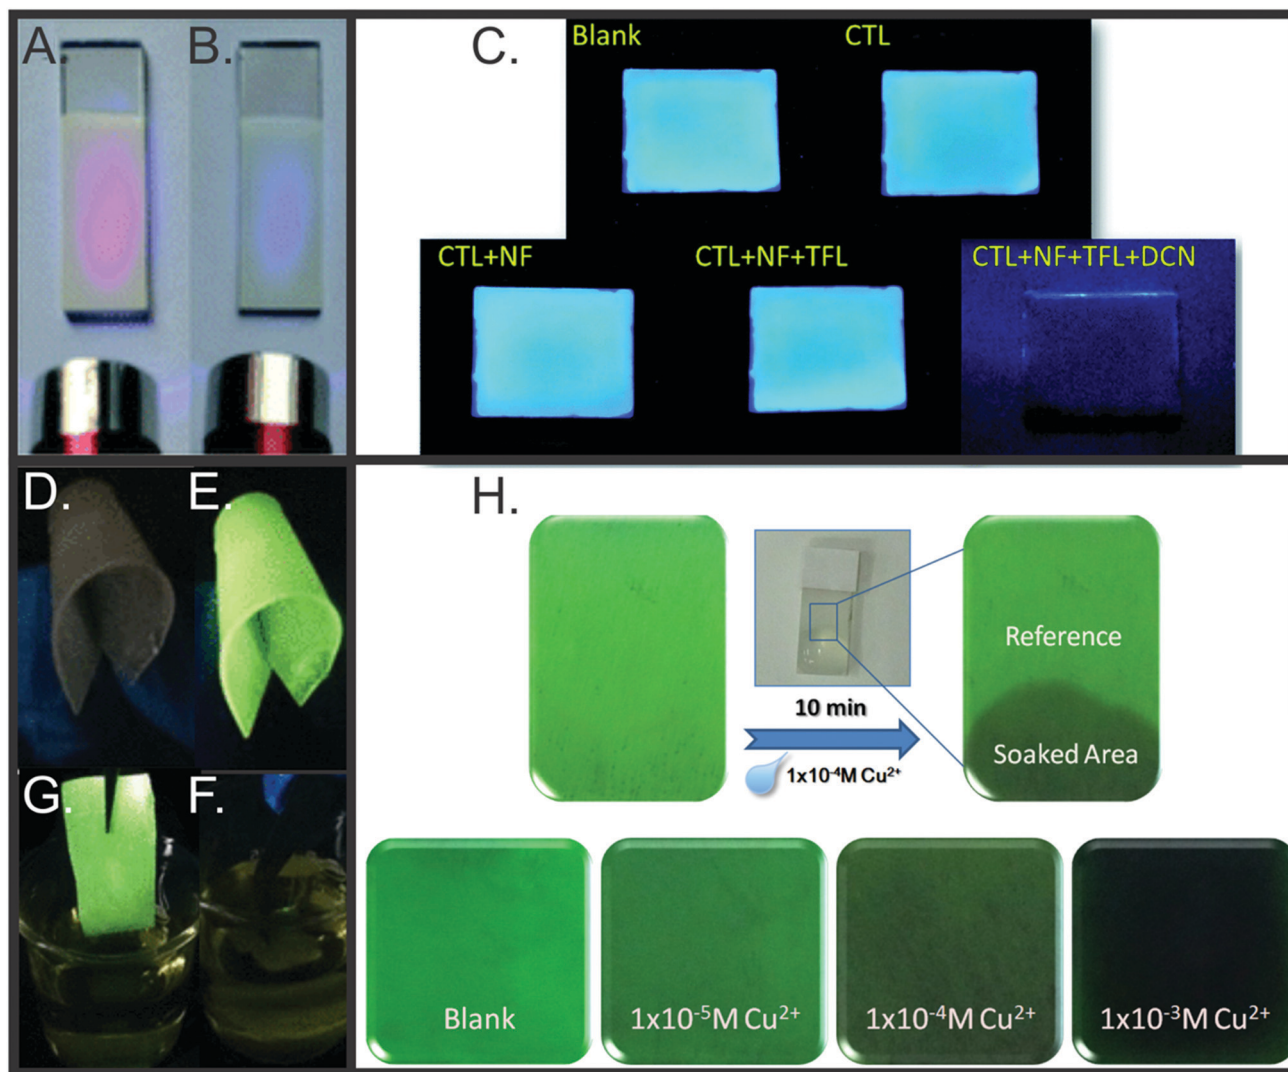 A.
B.
C.
Blank
CTL
CTL+NF
CTL+NF+TFL
CTL+NF+TFL+DCN
D.
E.
G.
F.
H.
Reference
Soaked Area
10 min
1x10⁻⁴M Cu²⁺
Blank
1x10⁻⁵M Cu²⁺
1x10⁻⁴M Cu²⁺
1x10⁻³M Cu²⁺